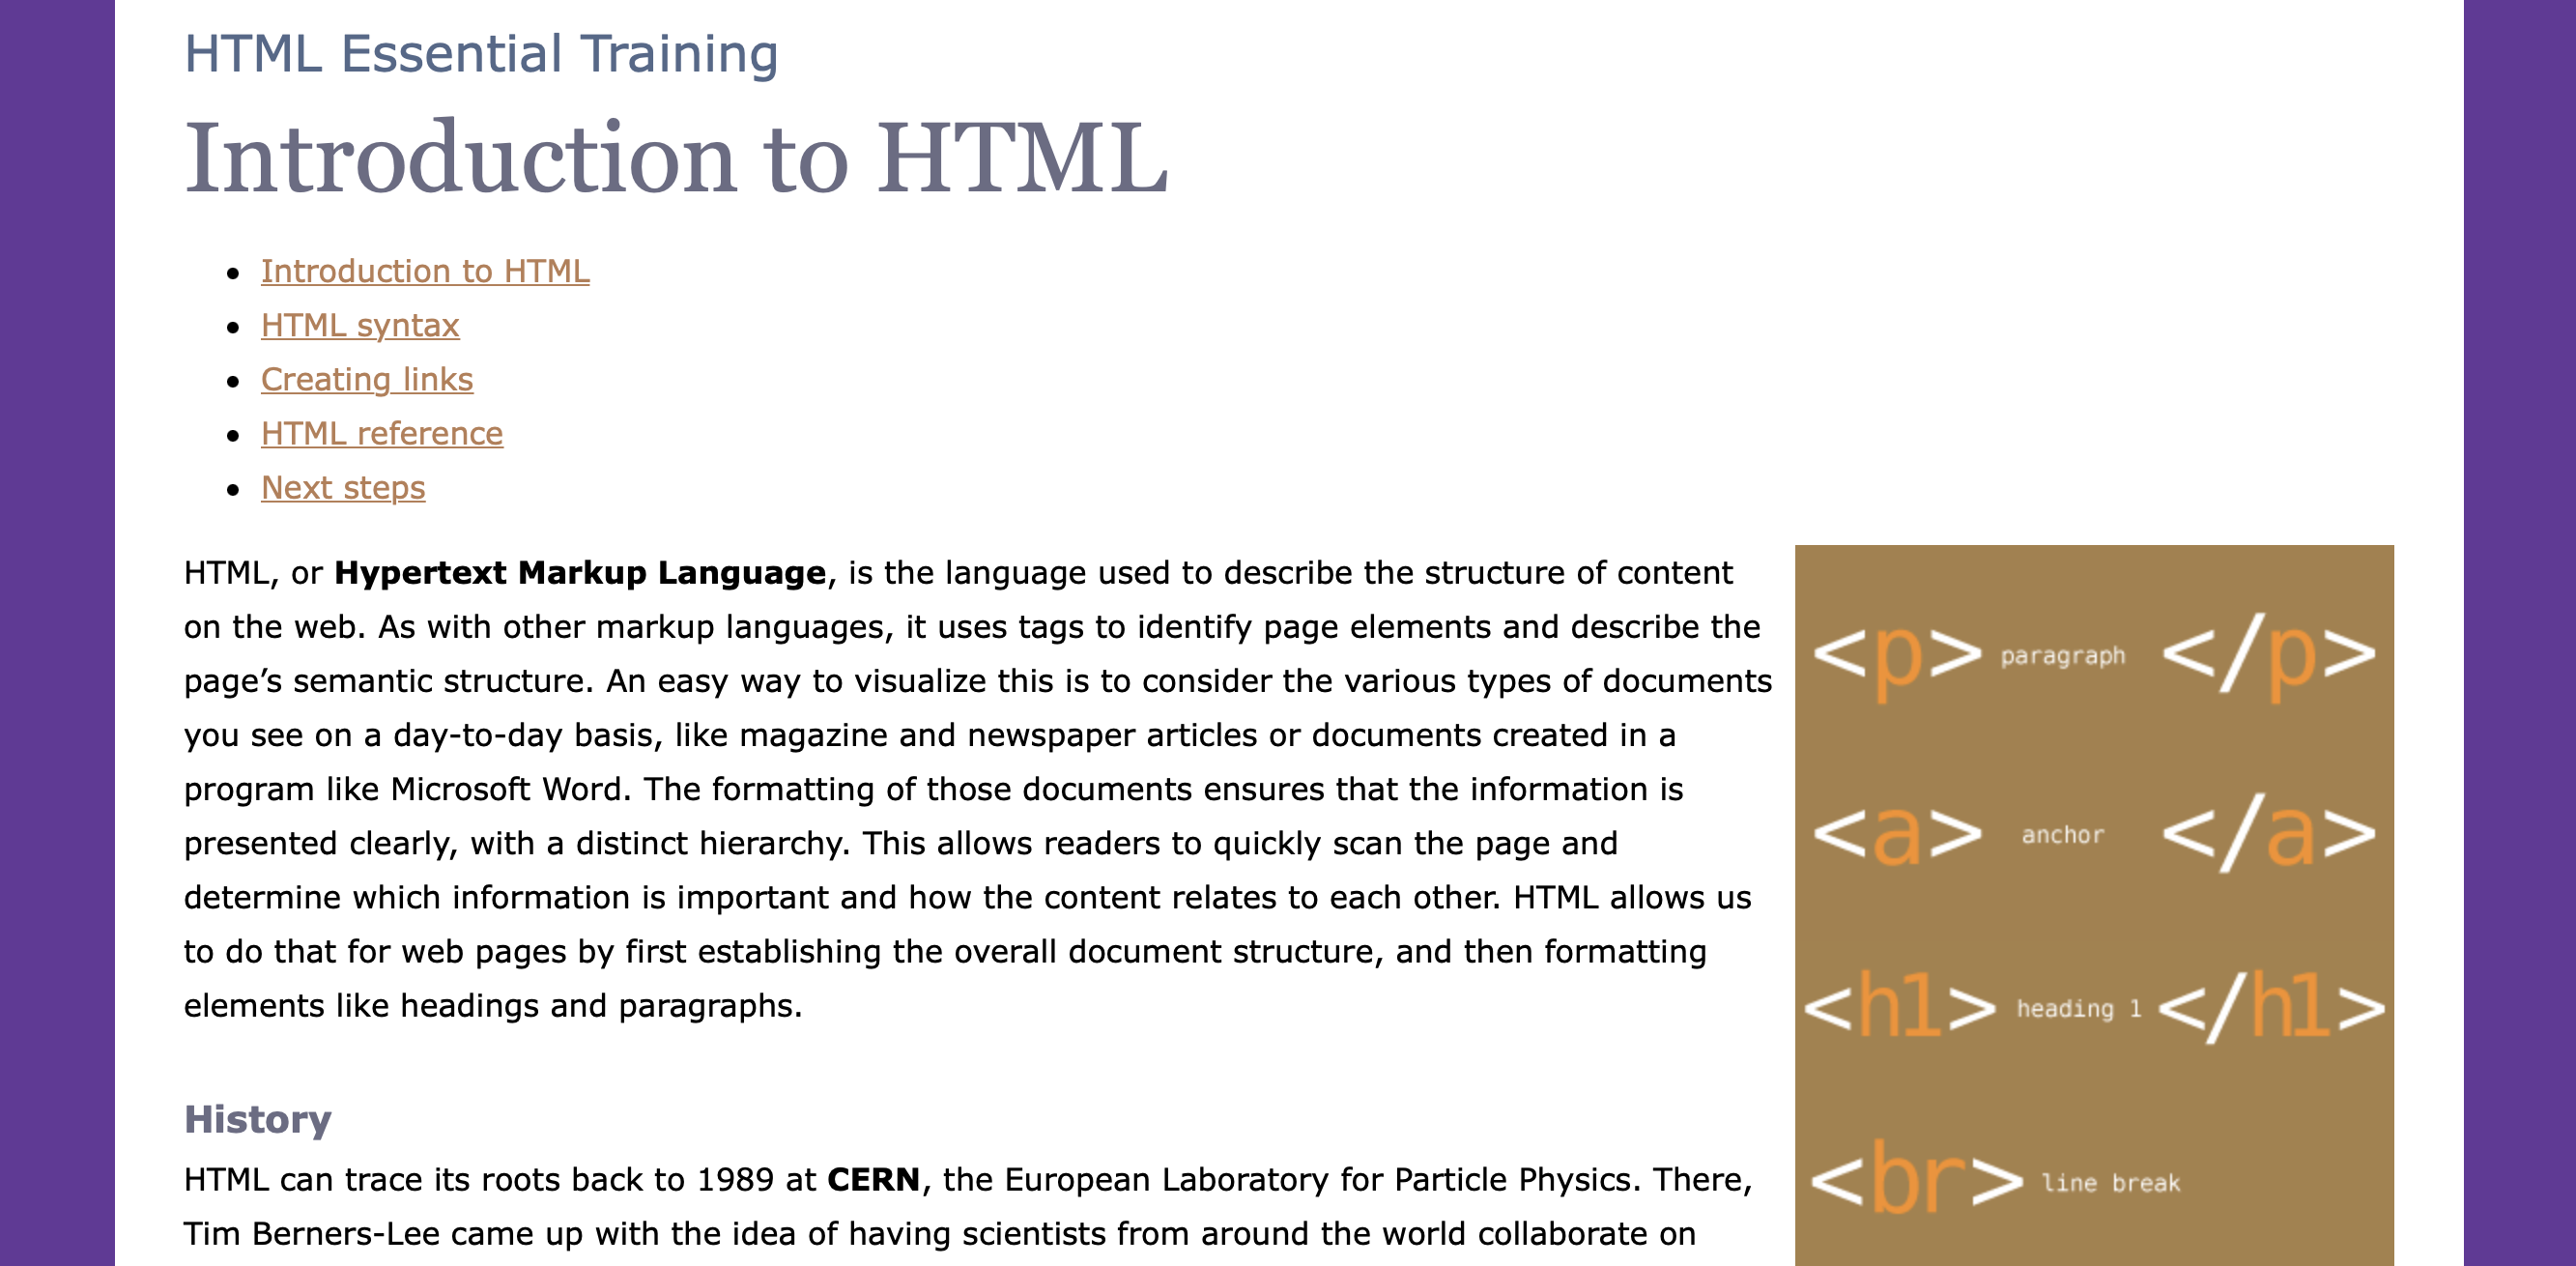 HTML Essential Training
Introduction to HTML
Introduction to HTML
HTML syntax
Creating links
HTML reference
Next steps
HTML, or Hypertext Markup Language, is the language used to describe the structure of content
on the web. As with other markup languages, it uses tags to identify page elements and describe the
page’s semantic structure. An easy way to visualize this is to consider the various types of documents
you see on a day-to-day basis, like magazine and newspaper articles or documents created in a
program like Microsoft Word. The formatting of those documents ensures that the information is
presented clearly, with a distinct hierarchy. This allows readers to quickly scan the page and
determine which information is important and how the content relates to each other. HTML allows us
to do that for web pages by first establishing the overall document structure, and then formatting
elements like headings and paragraphs.
<p> paragraph </p>
<a> anchor </a>
<h1> heading 1 </h1>
<br> line break
History
HTML can trace its roots back to 1989 at CERN, the European Laboratory for Particle Physics. There,
Tim Berners-Lee came up with the idea of having scientists from around the world collaborate on